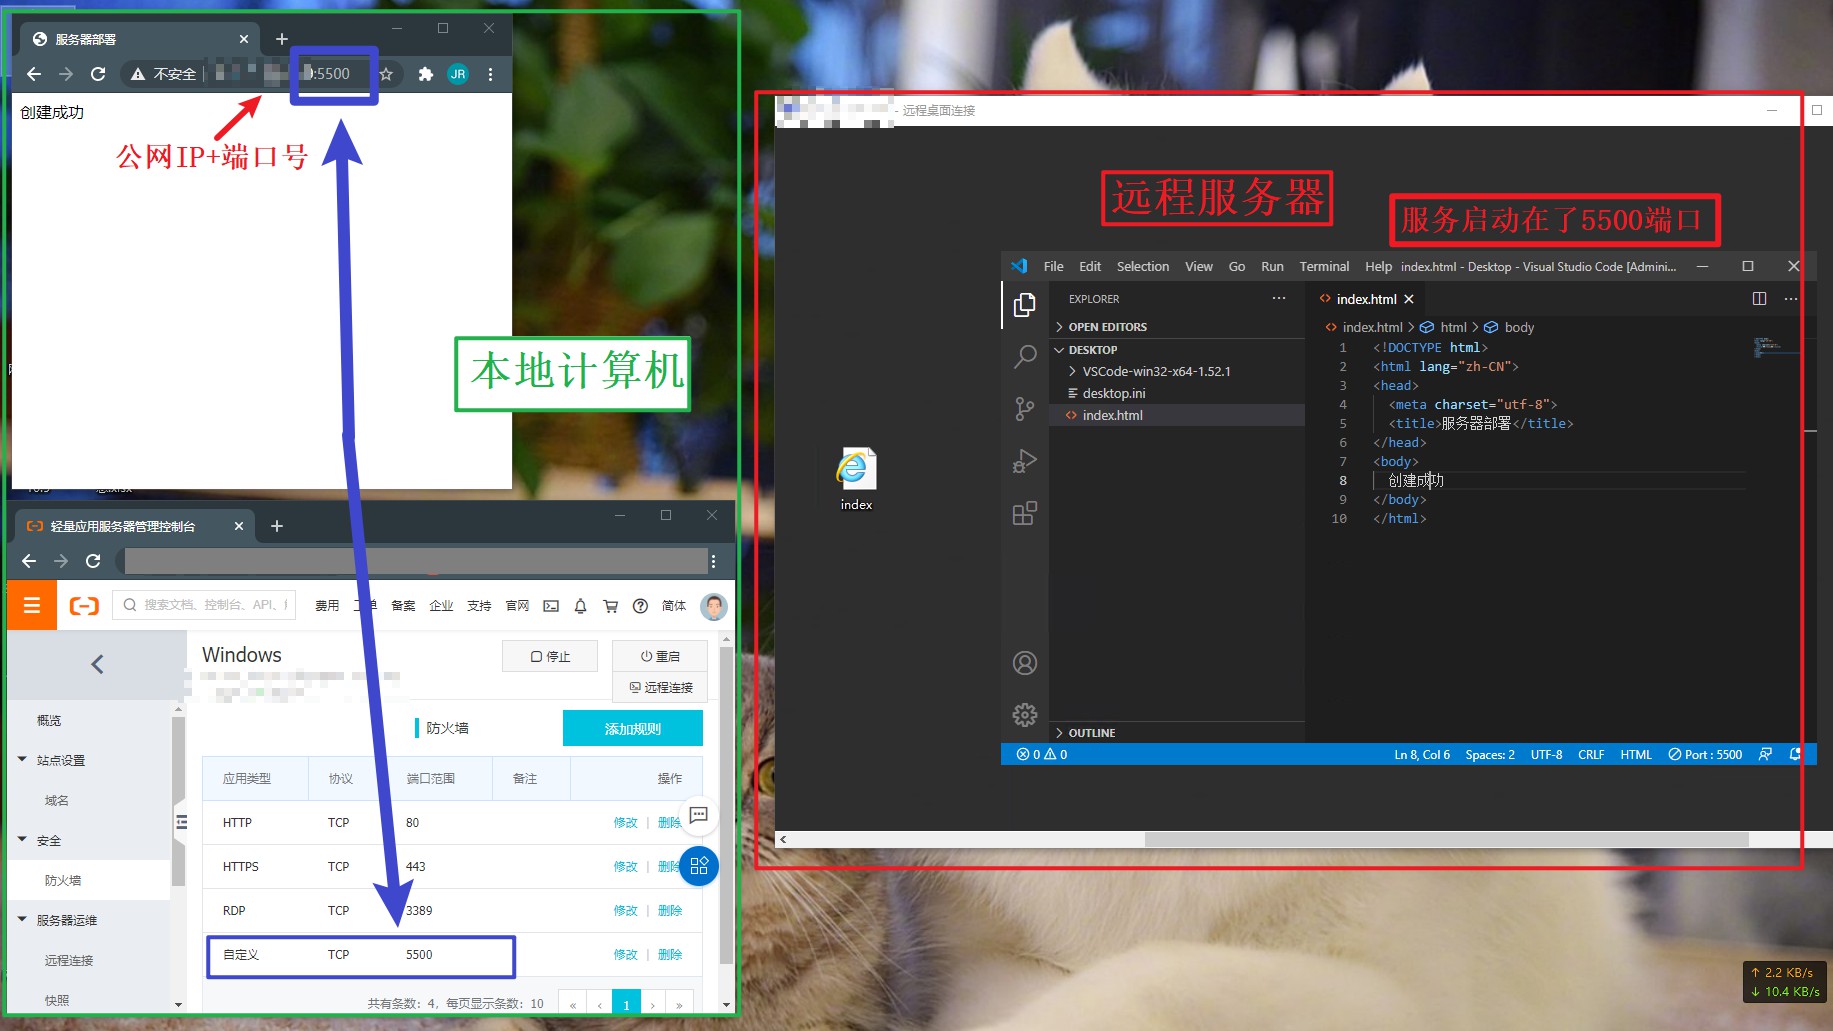 服务器部署
不安全
:5500
JR
创建成功
公网IP+端口号
本地计算机
轻量应用服务器管理控制台
搜索文档、控制台、API、
费用 工单 备案 企业 支持 官网 简体
Windows
停止
重启
远程连接
防火墙
添加规则
概览
站点设置
域名
安全
防火墙
服务器运维
远程连接
快照
应用类型 协议 端口范围 备注 操作
HTTP TCP 80 修改 | 删除
HTTPS TCP 443 修改 | 删除
RDP TCP 3389 修改 | 删除
自定义 TCP 5500 修改 | 删除
共有条数: 4, 每页显示条数: 10 « ‹ 1 › »
- 远程桌面连接
远程服务器
服务启动在了5500端口
index
File Edit Selection View Go Run Terminal Help index.html - Desktop - Visual Studio Code [Admini...
EXPLORER
OPEN EDITORS
DESKTOP
VSCode-win32-x64-1.52.1
desktop.ini
index.html
OUTLINE
index.html
index.html > html > body
1 <!DOCTYPE html>
2 <html lang="zh-CN">
3 <head>
4 <meta charset="utf-8">
5 <title>服务器部署</title>
6 </head>
7 <body>
8 创建成功
9 </body>
10 </html>
0 0 Ln 8, Col 6 Spaces: 2 UTF-8 CRLF HTML Port : 5500
↑ 2.2 KB/s
↓ 10.4 KB/s